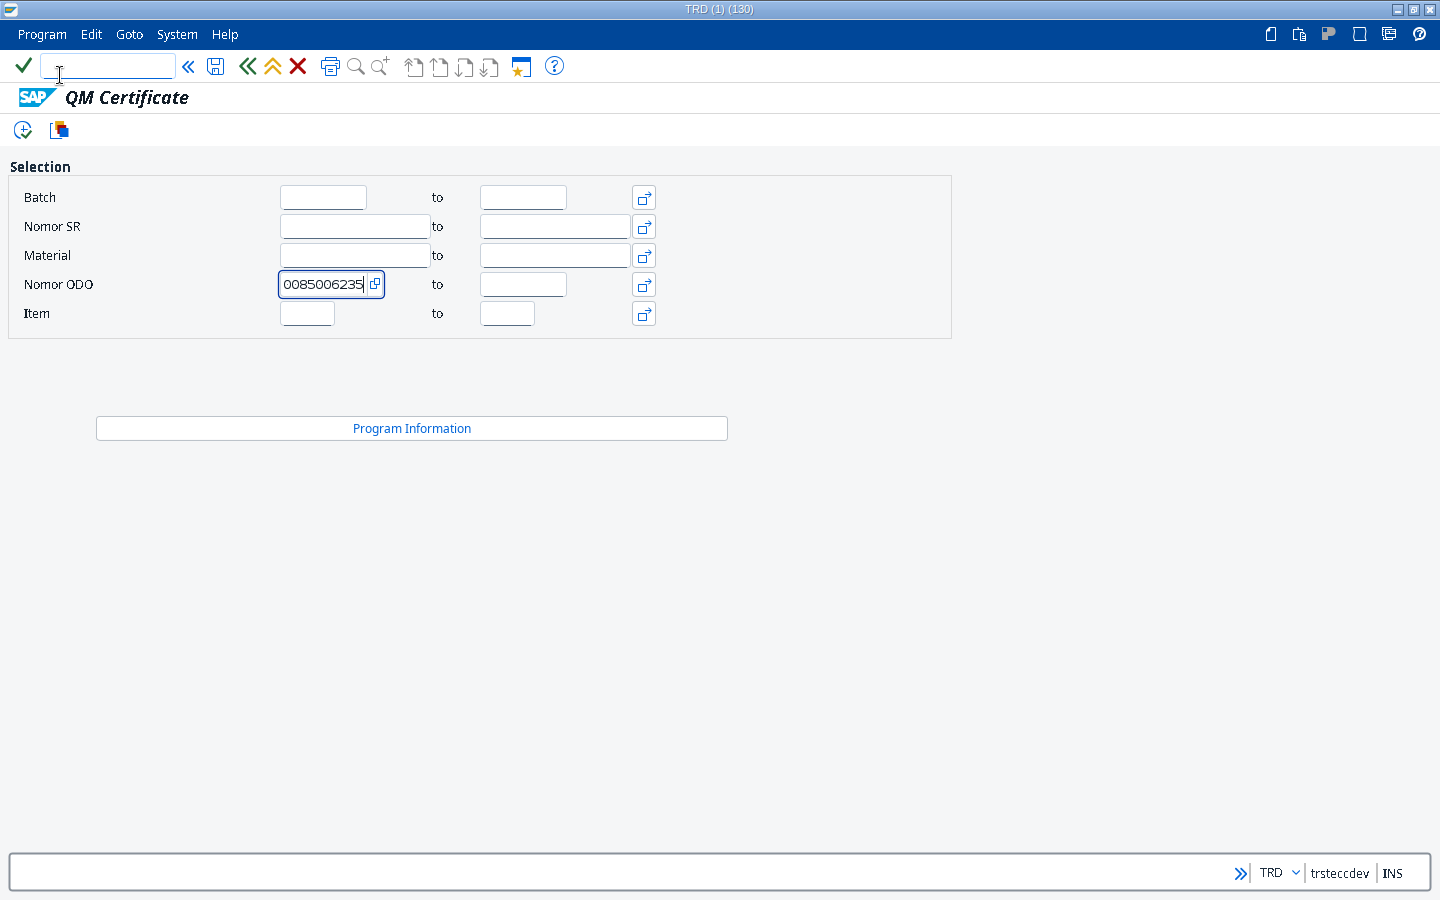 TRD (1) (130)
Program Edit Goto System Help
SAP QM Certificate
Selection
Batch to
Nomor SR to
Material to
Nomor ODO 0085006235 to
Item to
Program Information
TRD trsteccdev INS